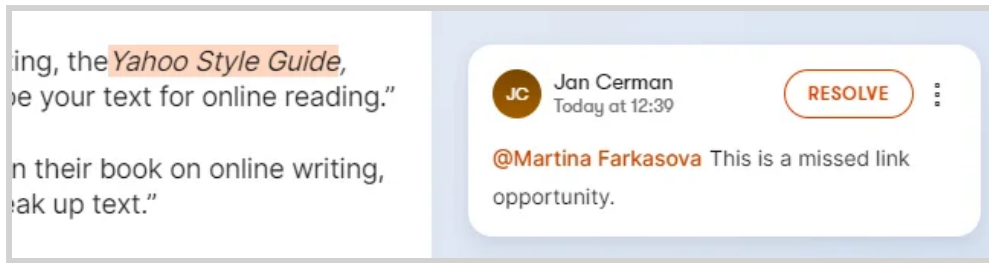 ing, the Yahoo Style Guide,
be your text for online reading.”
n their book on online writing,
eak up text.”
JC
Jan Cerman
Today at 12:39
RESOLVE
@Martina Farkasova This is a missed link
opportunity.